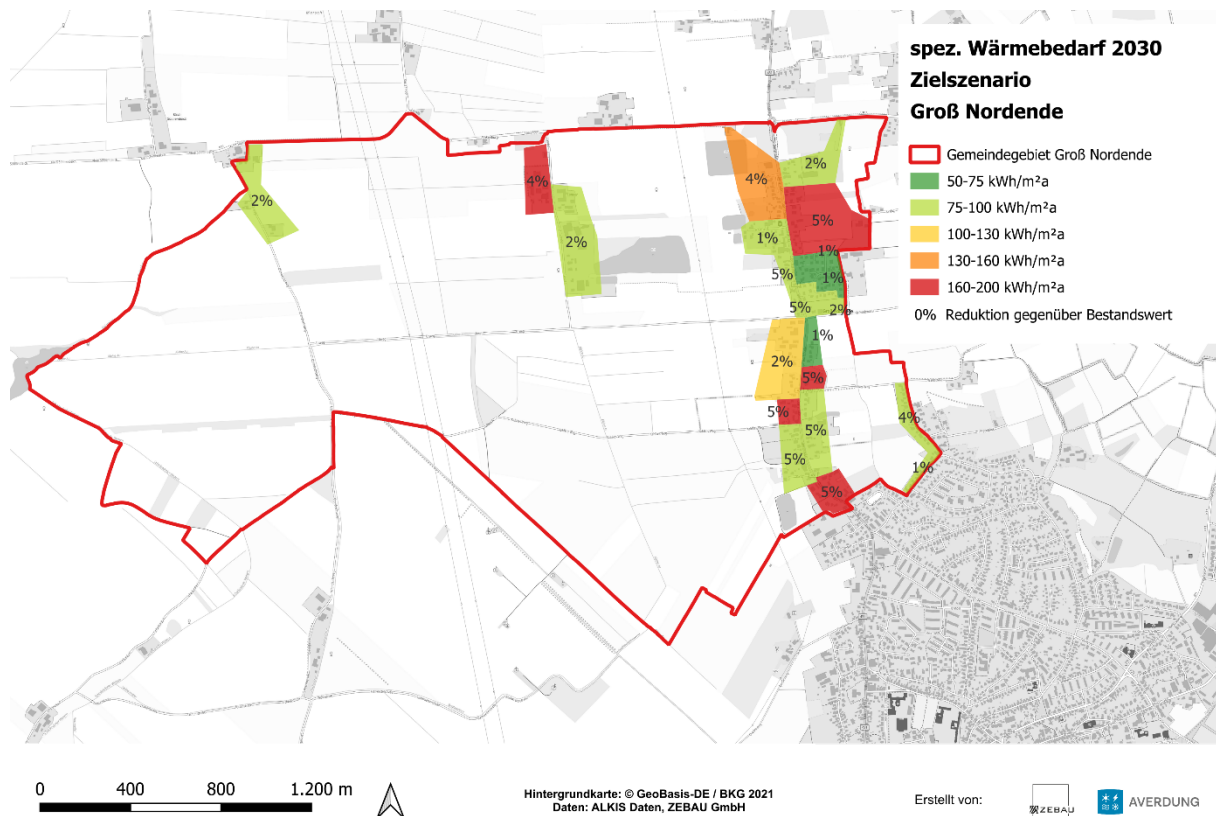 spez. Wärmebedarf 2030
Zielszenario
Groß Nordende
Gemeindegebiet Groß Nordende
50-75 kWh/m²a
75-100 kWh/m²a
100-130 kWh/m²a
130-160 kWh/m²a
160-200 kWh/m²a
0% Reduktion gegenüber Bestandswert
2%
4%
2%
4%
2%
5%
1%
1%
5%
1%
5%
2%
1%
2%
5%
5%
5%
4%
5%
1%
5%
0 400 800 1.200 m
Hintergrundkarte: © GeoBasis-DE / BKG 2021
Daten: ALKIS Daten, ZEBAU GmbH
Erstellt von:
ZEBAU
AVERDUNG